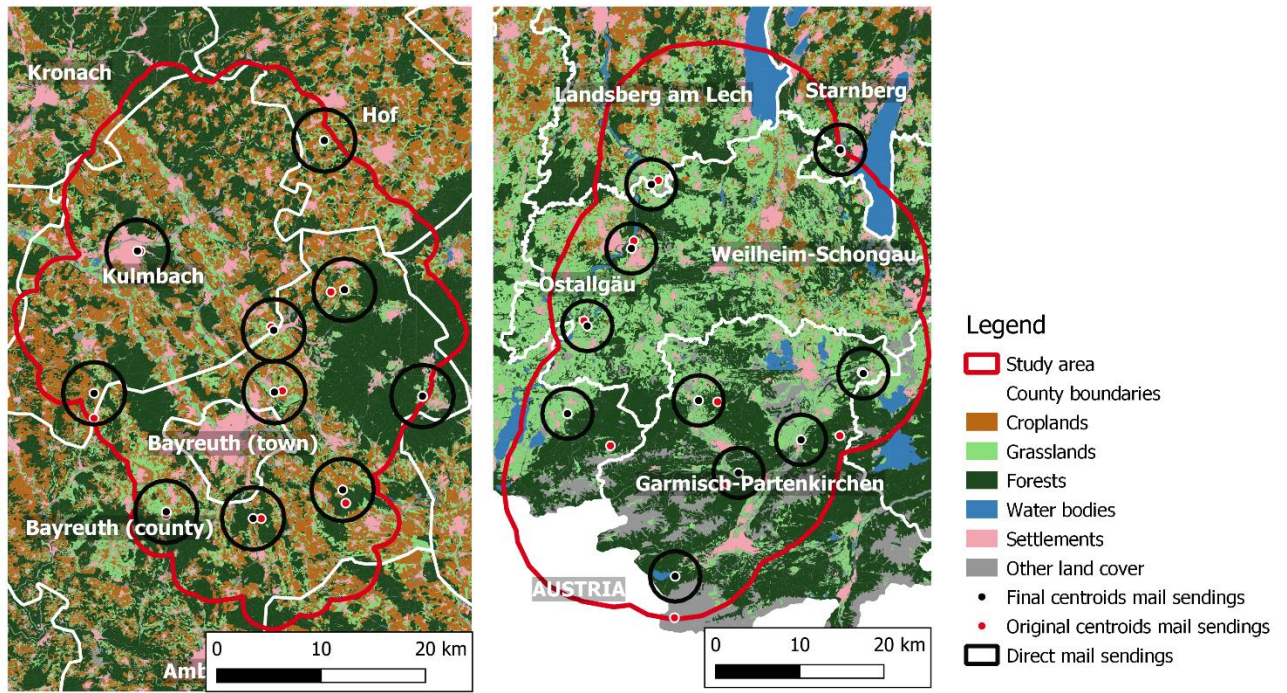 Kronach
Hof
Kulmbach
Bayreuth (town)
Bayreuth (county)
Amb
0 10 20 km
Landsberg am Lech
Starnberg
Weilheim-Schongau
Ostallgäu
Garmisch-Partenkirchen
AUSTRIA
0 10 20 km
Legend
Study area
County boundaries
Croplands
Grasslands
Forests
Water bodies
Settlements
Other land cover
Final centroids mail sendings
Original centroids mail sendings
Direct mail sendings